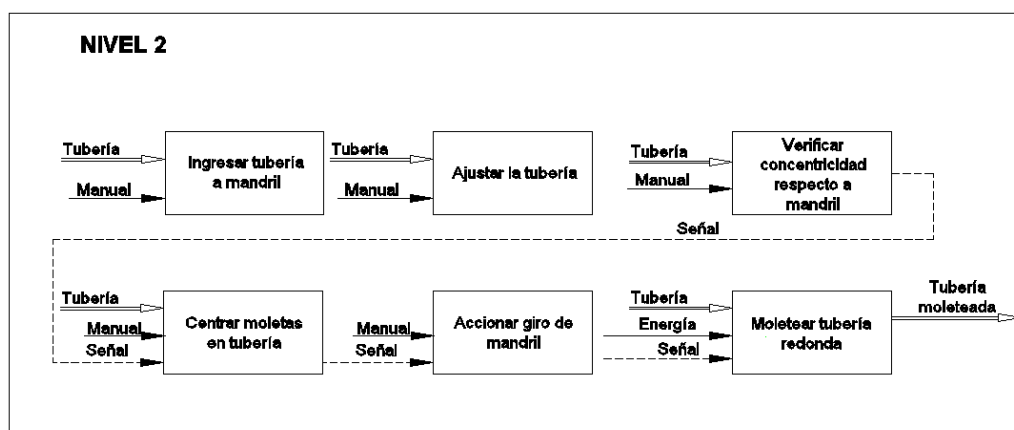 NIVEL 2
Tubería
Manual
Ingresar tubería
a mandril
Tubería
Manual
Ajustar la tubería
Tubería
Manual
Verificar
concentricidad
respecto a
mandril
Señal
Tubería
Manual
Señal
Centrar moletas
en tubería
Manual
Señal
Accionar giro de
mandril
Tubería
Energía
Señal
Moletear tubería
redonda
Tubería
moleteada